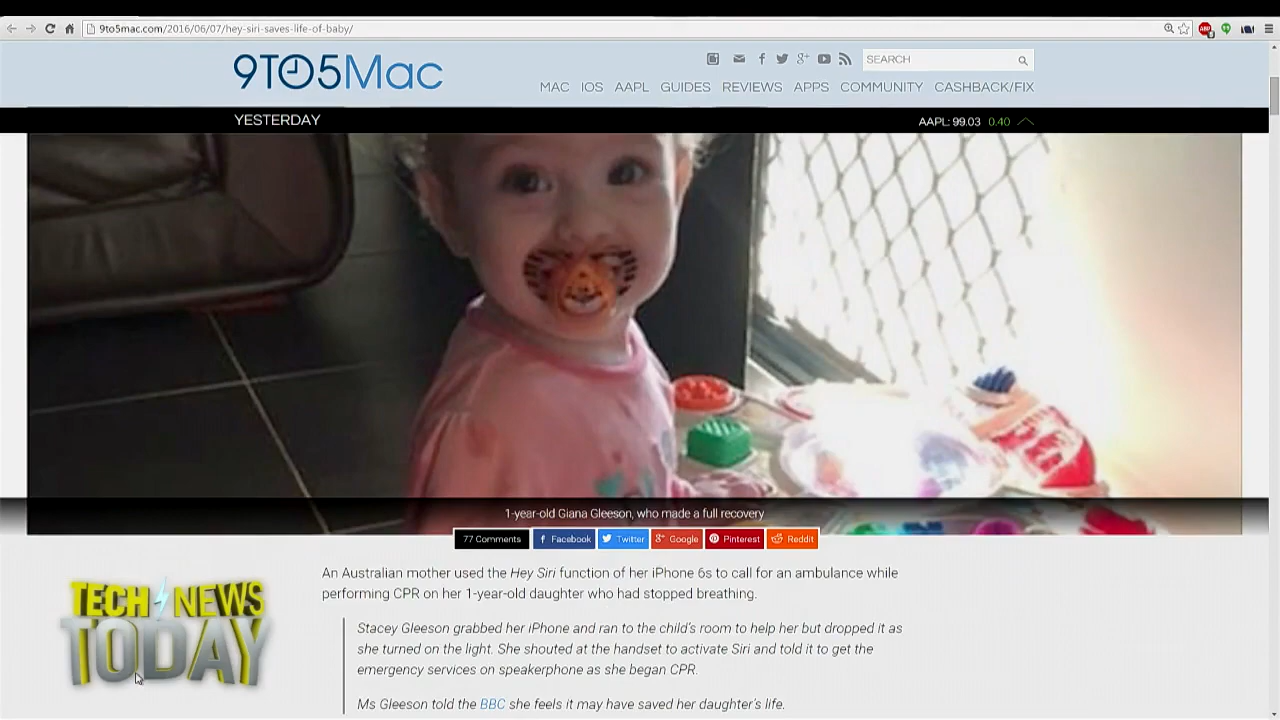 9to5mac.com/2016/06/07/hey-siri-saves-life-of-baby/
ABP
9TO5Mac
SEARCH
MAC IOS AAPL GUIDES REVIEWS APPS COMMUNITY CASHBACK/FIX
YESTERDAY
AAPL: 99.03 0.40
1-year-old Giana Gleeson, who made a full recovery
77 Comments Facebook Twitter Google Pinterest Reddit
An Australian mother used the Hey Siri function of her iPhone 6s to call for an ambulance while
performing CPR on her 1-year-old daughter who had stopped breathing.
Stacey Gleeson grabbed her iPhone and ran to the child's room to help her but dropped it as
she turned on the light. She shouted at the handset to activate Siri and told it to get the
emergency services on speakerphone as she began CPR.
Ms Gleeson told the BBC she feels it may have saved her daughter's life.
TECH NEWS
TODAY